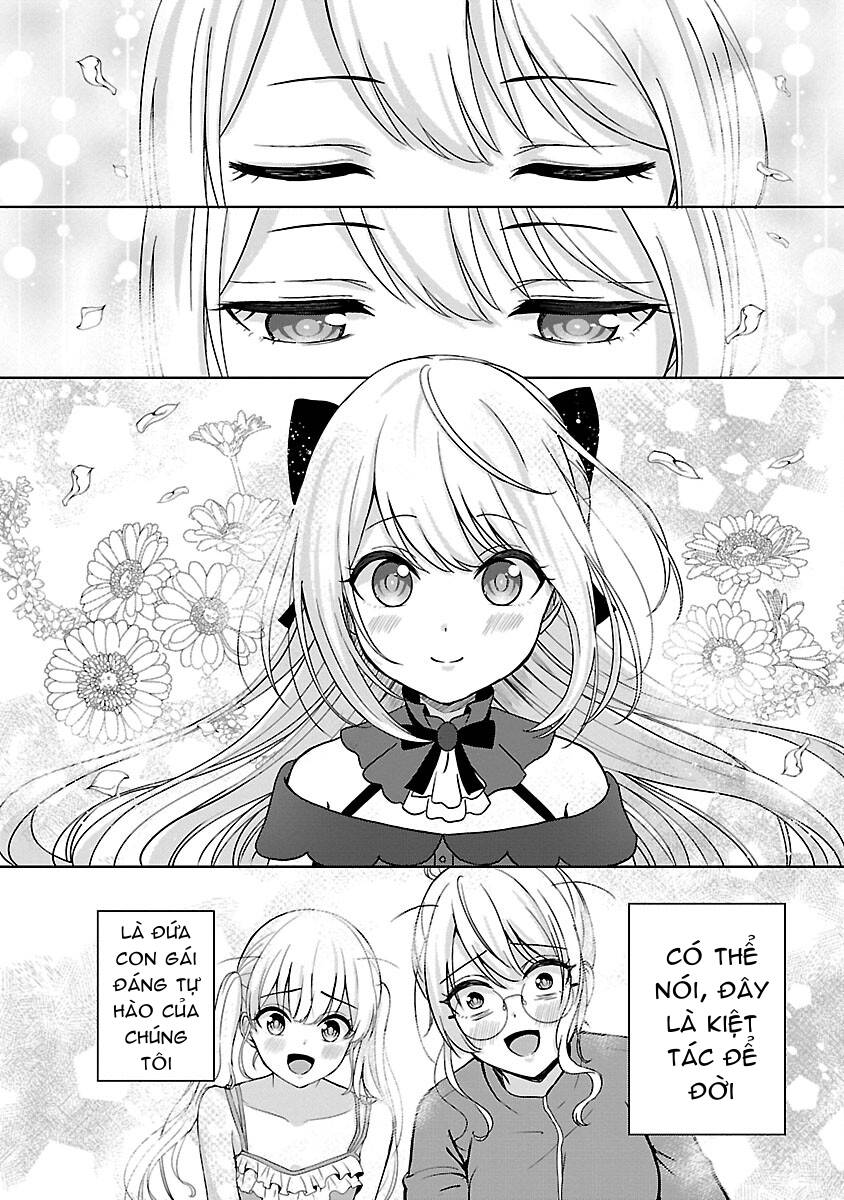 CÓ THỂ
NÓI, ĐÂY
LÀ KIỆT
TÁC ĐỂ
ĐỜI
LÀ ĐỨA
CON GÁI
ĐÁNG TỰ
HÀO CỦA
CHÚNG
TÔI